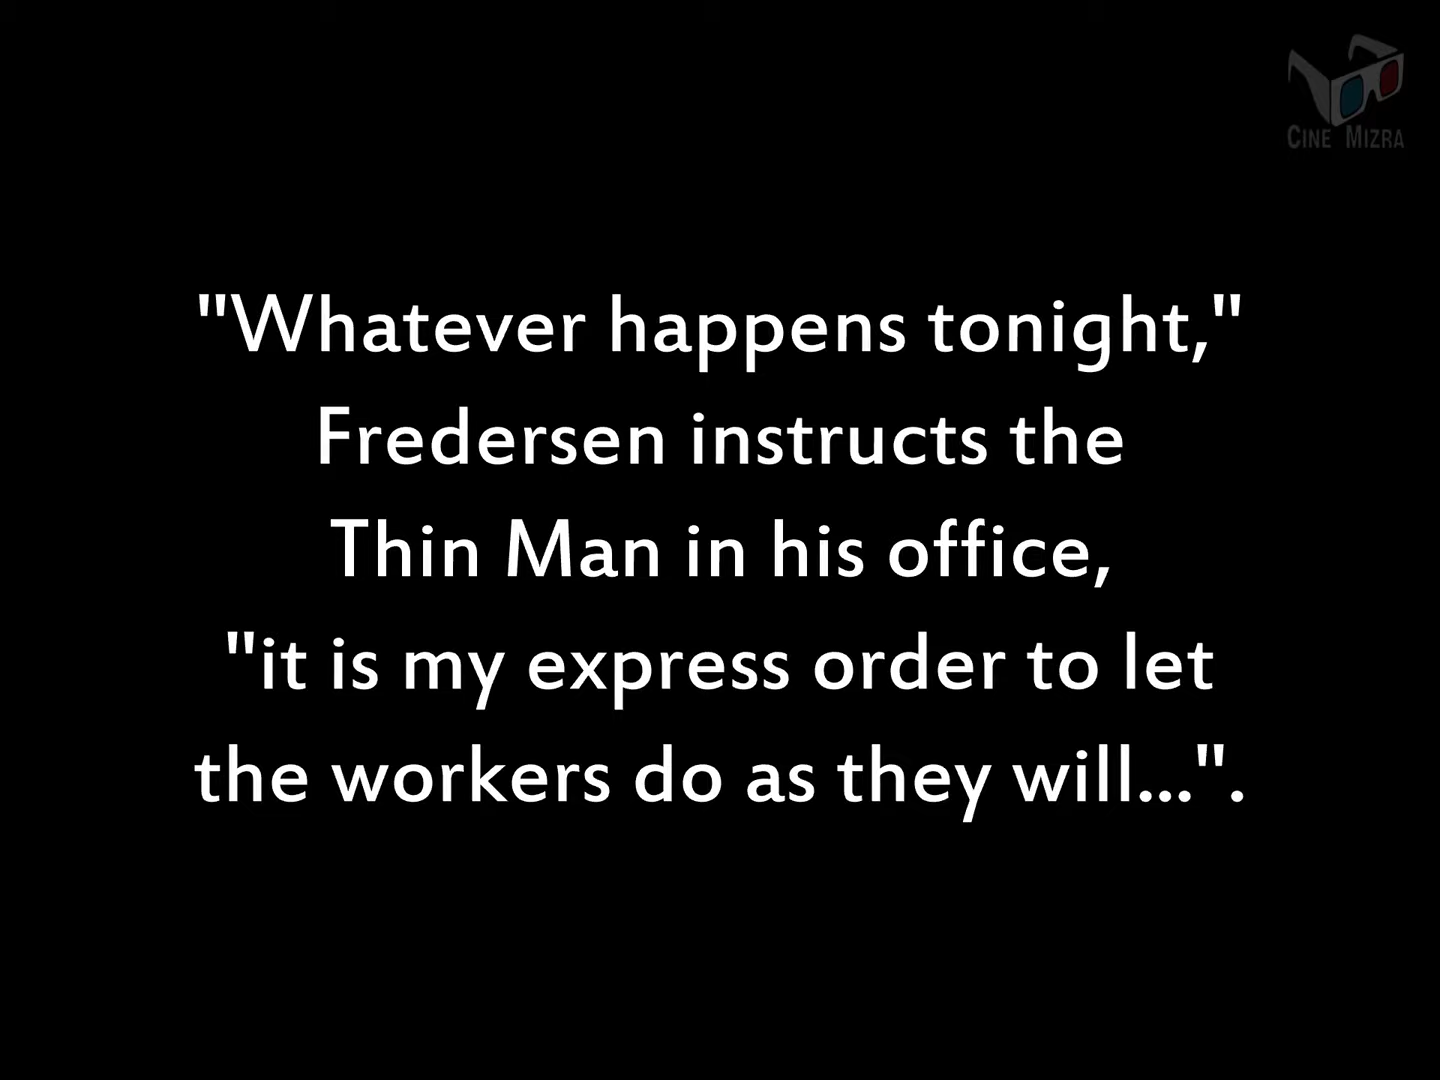 CINE MIZRA
"Whatever happens tonight,"
Fredersen instructs the
Thin Man in his office,
"it is my express order to let
the workers do as they will...".